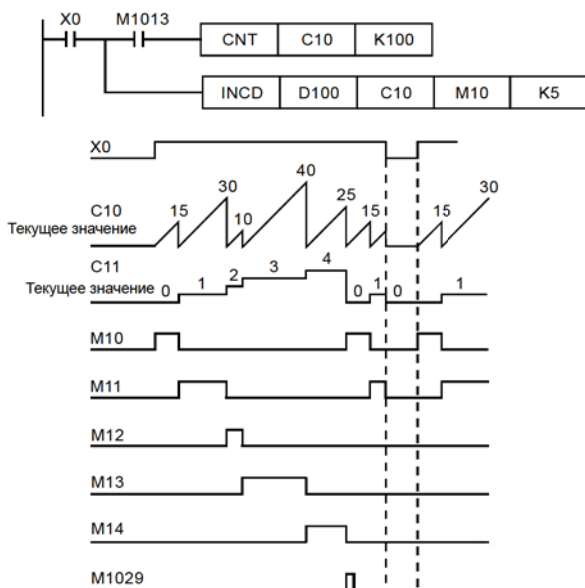 X0 M1013
CNT C10 K100
INCD D100 C10 M10 K5
X0
40
30 30
25
C10 15 10 15 15
Текущее значение
C11
4
3
2
Текущее значение 0 1 0 1 0 1
M10
M11
M12
M13
M14
M1029